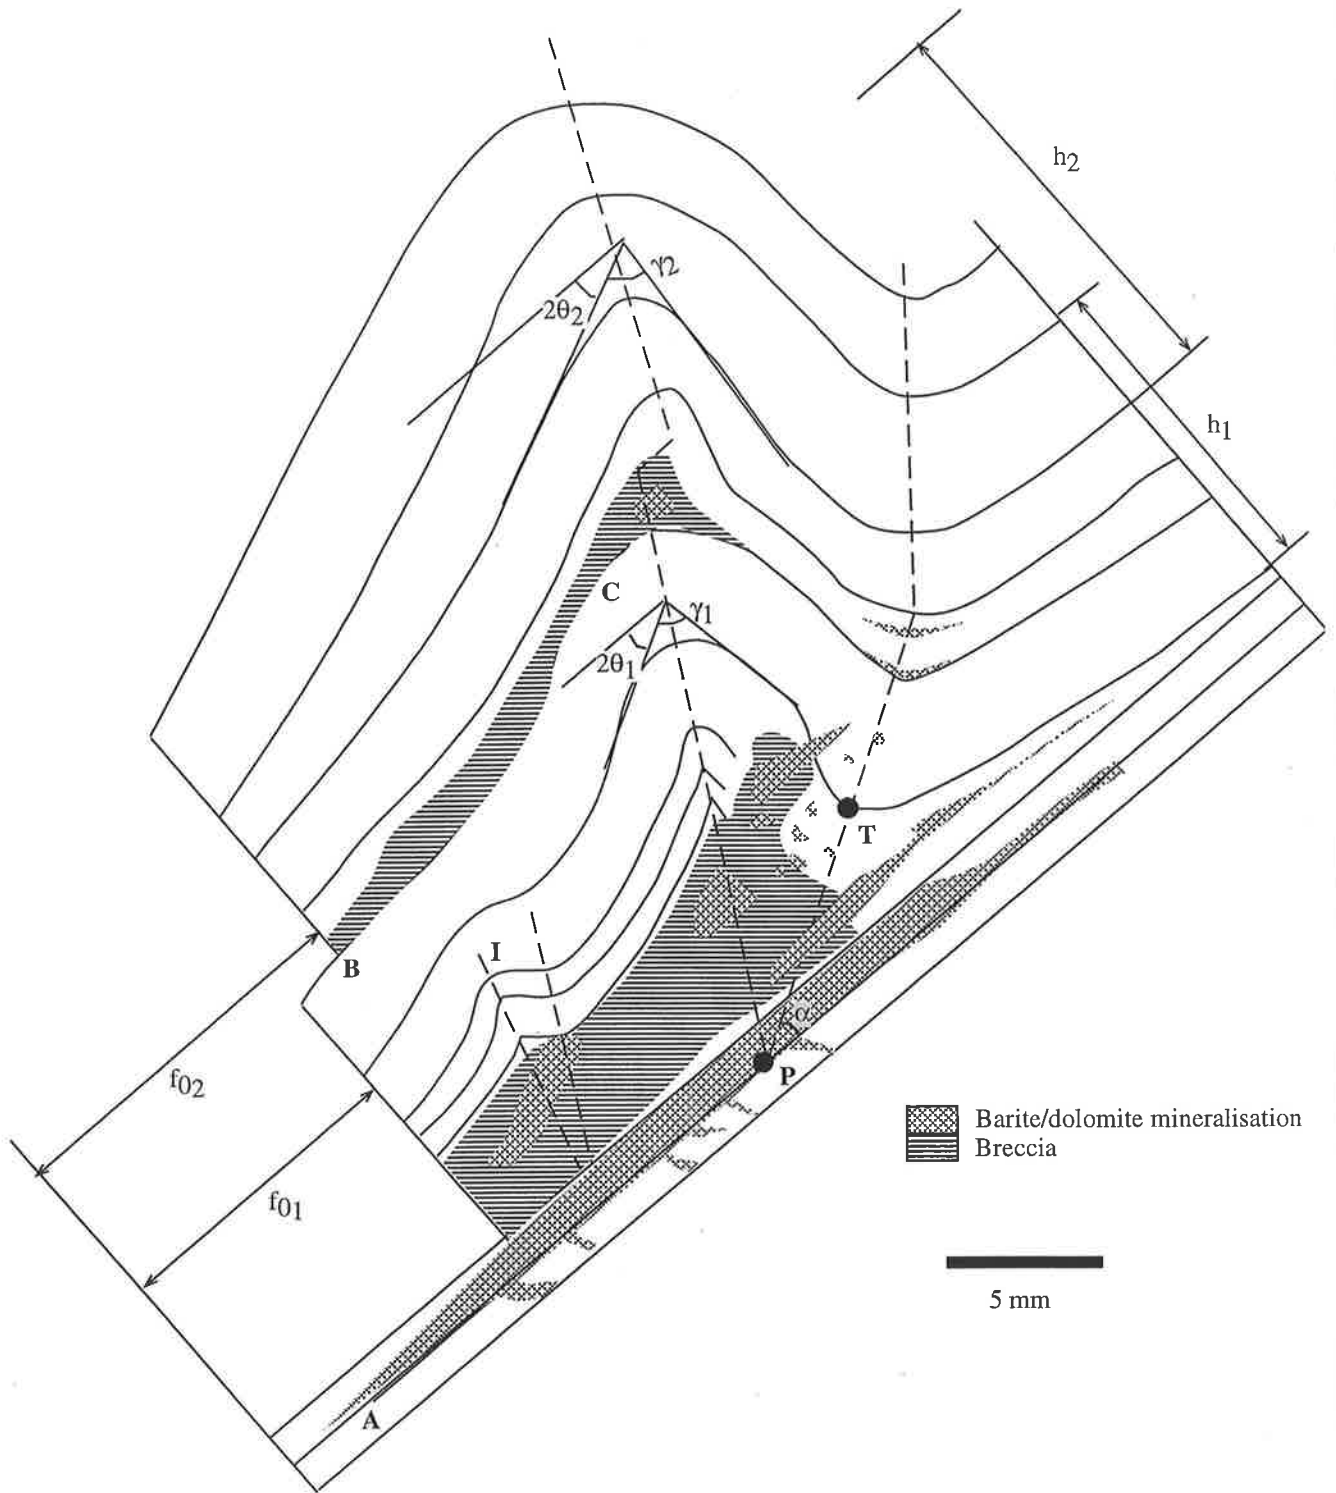 h2
γ2
2θ2
h1
C
γ1
2θ1
T
I
B
α
P
f02
f01
Barite/dolomite mineralisation
Breccia
5 mm
A